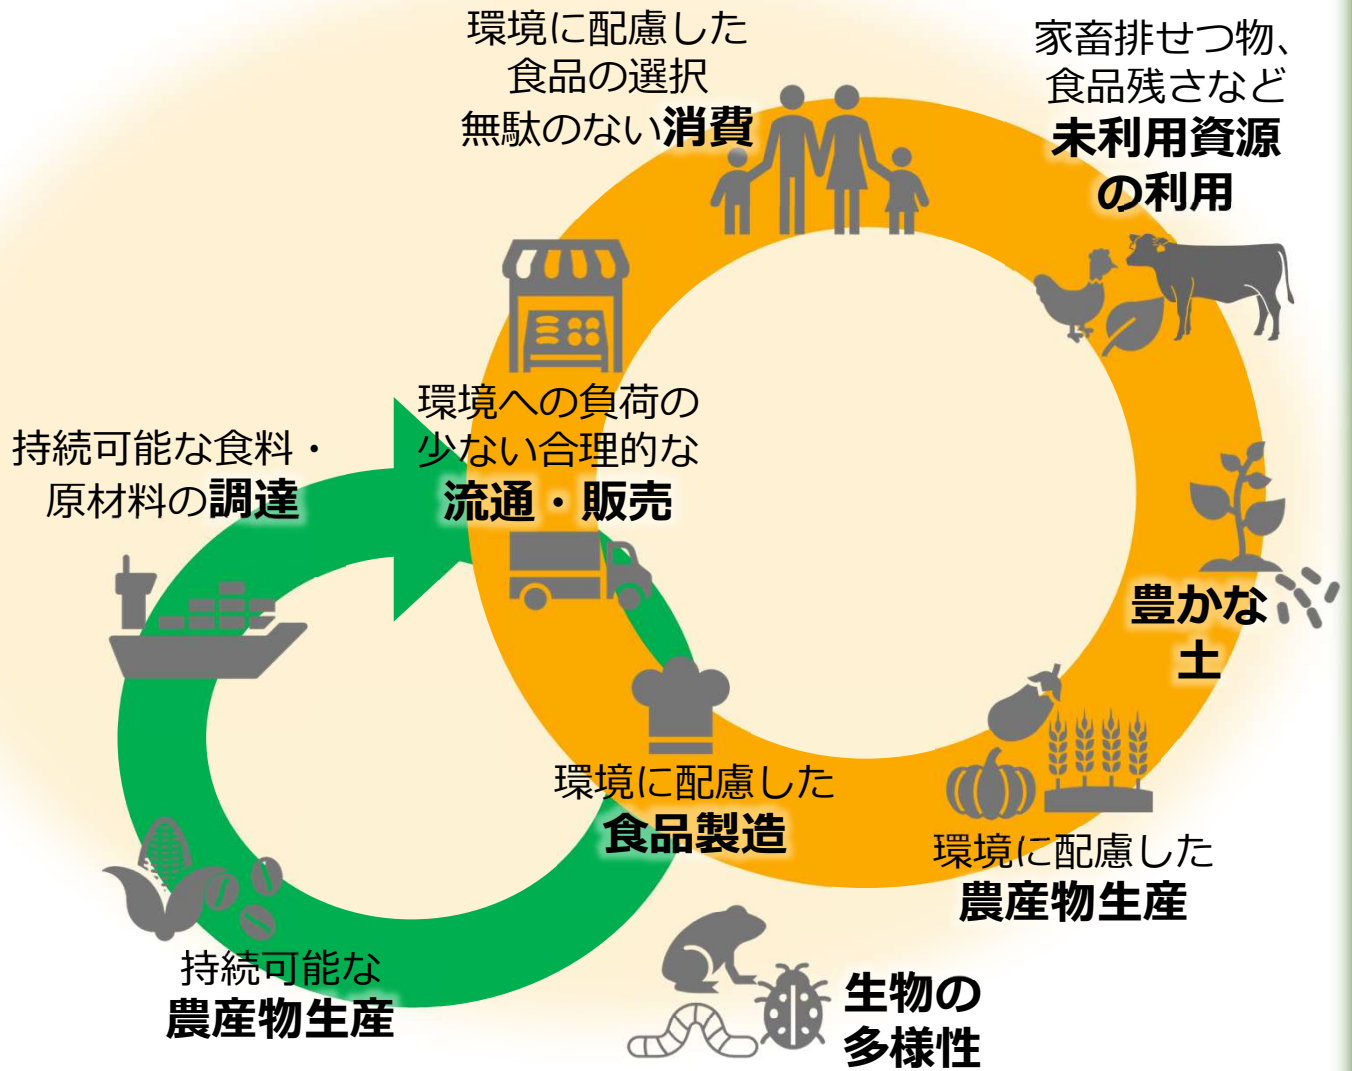 環境に配慮した
食品の選択
無駄のない消費
家畜排せつ物、
食品残さなど
未利用資源
の利用
環境への負荷の
少ない合理的な
流通・販売
持続可能な食料・
原材料の調達
豊かな
土
環境に配慮した
食品製造
環境に配慮した
農産物生産
持続可能な
農産物生産
生物の
多様性